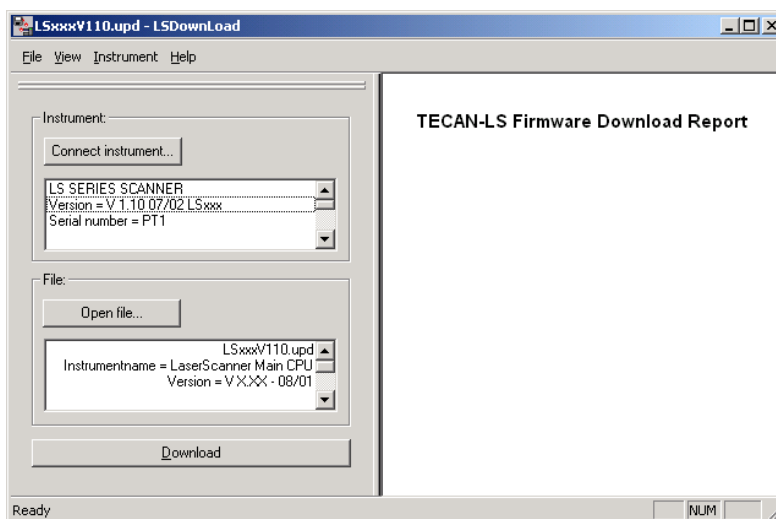 LSxxxV110.upd - LSDownLoad
File View Instrument Help
Instrument:
Connect instrument...
LS SERIES SCANNER
Version = V 1.10 07/02 LSxxx
Serial number = PT1
File:
Open file...
LSxxxV110.upd
Instrumentname = LaserScanner Main CPU
Version = V X.XX - 08/01
Download
TECAN-LS Firmware Download Report
Ready
NUM